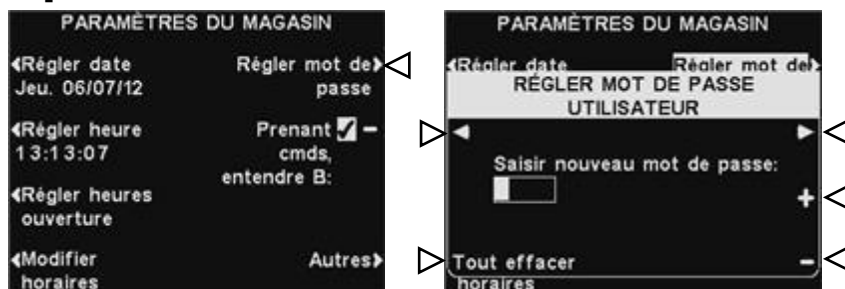 PARAMÈTRES DU MAGASIN
Régler date
Jeu. 06/07/12
Régler mot de
passe
Régler heure
13:13:07
Prenant
cmds,
entendre B:
Régler heures
ouverture
Modifier
horaires
Autres
PARAMÈTRES DU MAGASIN
Régler date
Régler mot de
RÉGLER MOT DE PASSE
UTILISATEUR
Saisir nouveau mot de passe:
+
Tout effacer
-
horaires